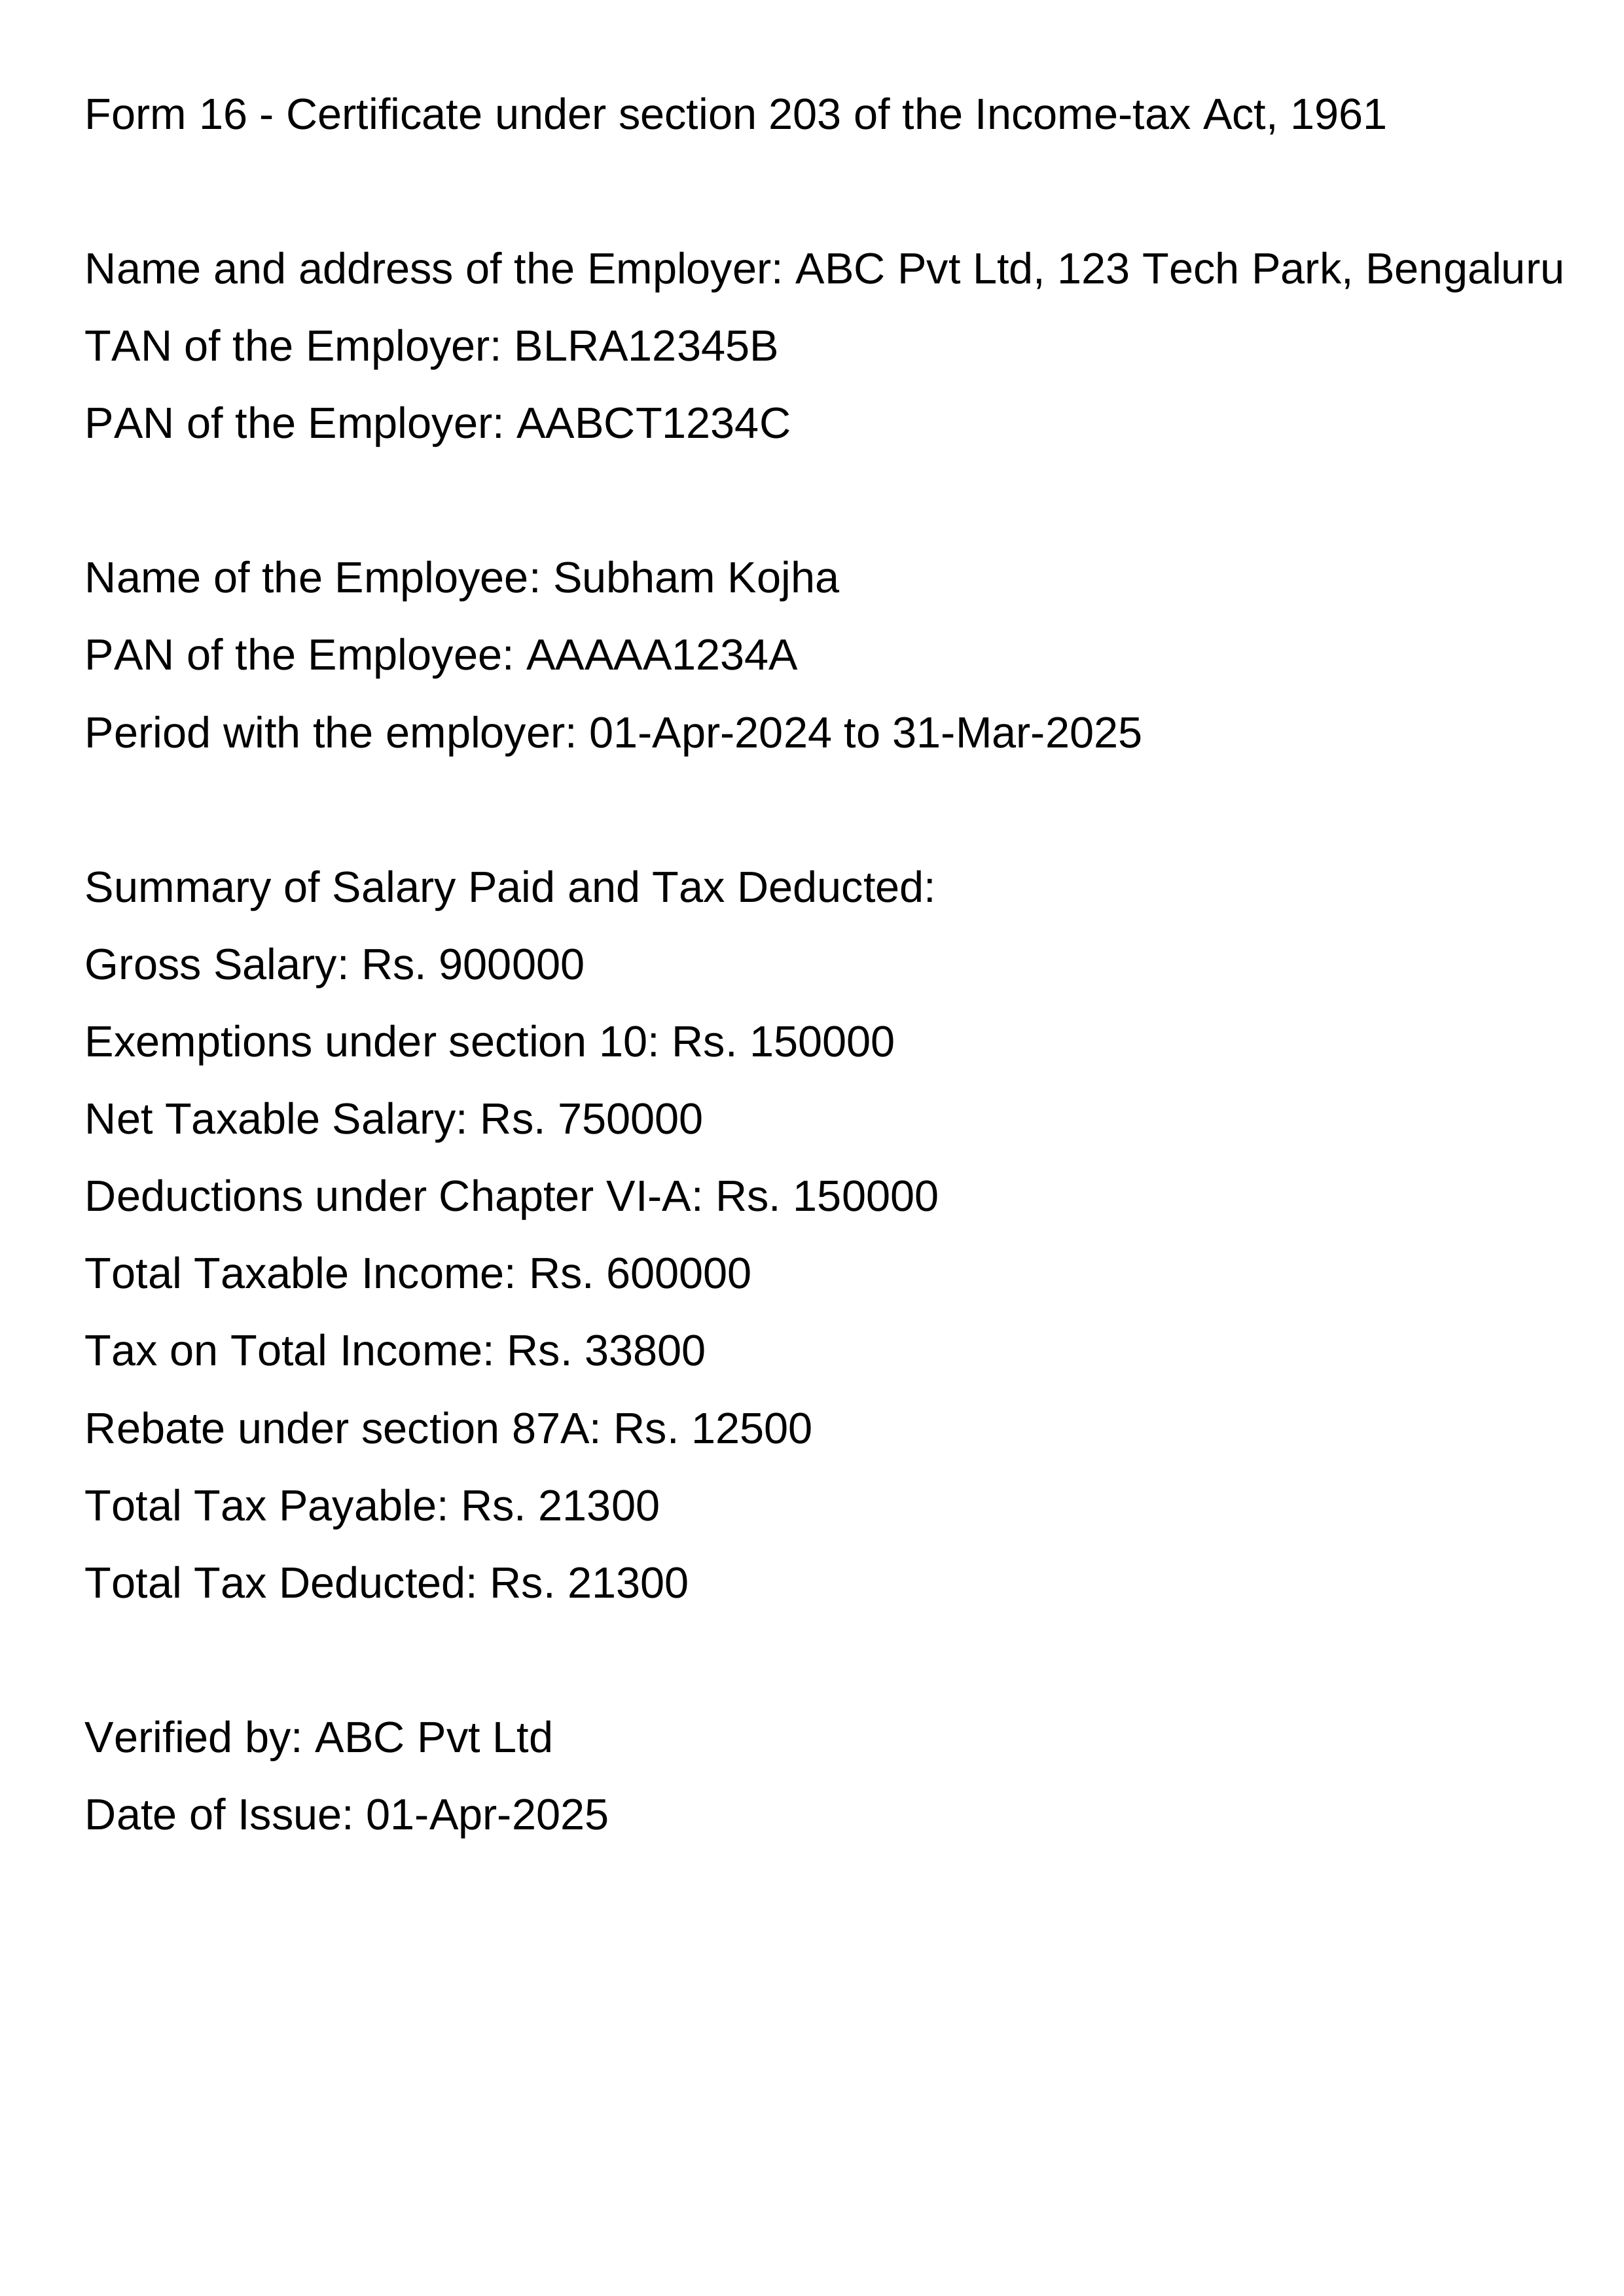 Form 16 - Certificate under section 203 of the Income-tax Act, 1961
Name and address of the Employer: ABC Pvt Ltd, 123 Tech Park, Bengaluru
TAN of the Employer: BLRA12345B
PAN of the Employer: AABCT1234C
Name of the Employee: Subham Kojha
PAN of the Employee: AAAAA1234A
Period with the employer: 01-Apr-2024 to 31-Mar-2025
Summary of Salary Paid and Tax Deducted:
Gross Salary: Rs. 900000
Exemptions under section 10: Rs. 150000
Net Taxable Salary: Rs. 750000
Deductions under Chapter VI-A: Rs. 150000
Total Taxable Income: Rs. 600000
Tax on Total Income: Rs. 33800
Rebate under section 87A: Rs. 12500
Total Tax Payable: Rs. 21300
Total Tax Deducted: Rs. 21300
Verified by: ABC Pvt Ltd
Date of Issue: 01-Apr-2025